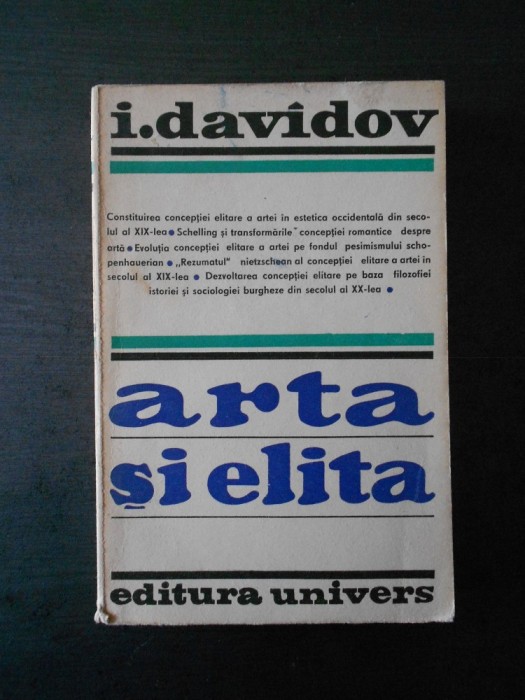 i.davîdov
Constituirea concepției elitare a artei în estetica occidentală din seco-
lul al XIX-lea ● Schelling și transformările concepției romantice despre
artă ● Evoluția concepției elitare a artei pe fondul pesimismului scho-
penhauerian ● „Rezumatul" nietzschean al concepției elitare a artei în
secolul al XIX-lea ● Dezvoltarea concepției elitare pe baza filozofiei
istoriei și sociologiei burgheze din secolul al XX-lea ●
arta
și elita
editura univers